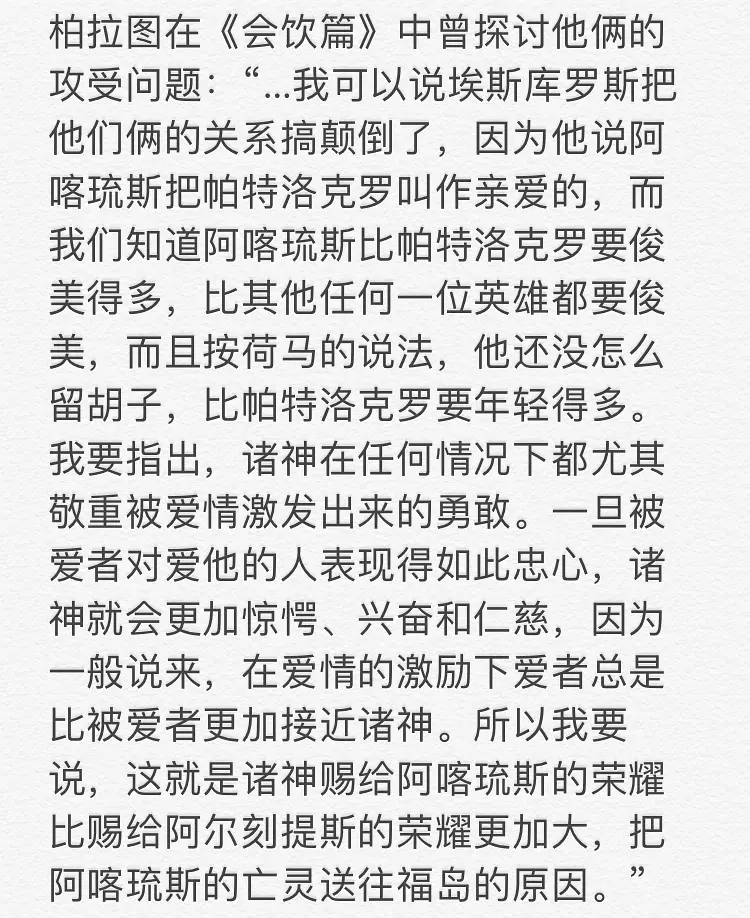 柏拉图在《会饮篇》中曾探讨他俩的
攻受问题：“...我可以说埃斯库罗斯把
他们俩的关系搞颠倒了，因为他说阿
喀琉斯把帕特洛克罗叫作亲爱的，而
我们知道阿喀琉斯比帕特洛克罗要俊
美得多，比其他任何一位英雄都要俊
美，而且按荷马的说法，他还没怎么
留胡子，比帕特洛克罗要年轻得多。
我要指出，诸神在任何情况下都尤其
敬重被爱情激发出来的勇敢。一旦被
爱者对爱他的人表现得如此忠心，诸
神就会更加惊愕、兴奋和仁慈，因为
一般说来，在爱情的激励下爱者总是
比被爱者更加接近诸神。所以我要
说，这就是诸神赐给阿喀琉斯的荣耀
比赐给阿尔刻提斯的荣耀更加大，把
阿喀琉斯的亡灵送往福岛的原因。”